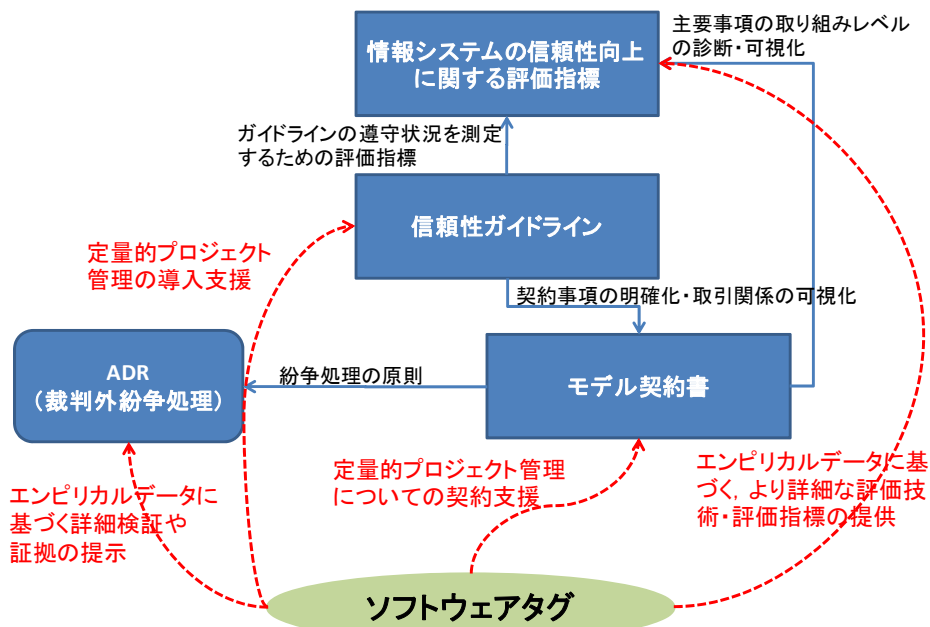 主要事項の取り組みレベル
の診断・可視化
情報システムの信頼性向上
に関する評価指標
ガイドラインの遵守状況を測定
するための評価指標
信頼性ガイドライン
定量的プロジェクト
管理の導入支援
契約事項の明確化・取引関係の可視化
ADR
（裁判外紛争処理）
紛争処理の原則
モデル契約書
定量的プロジェクト管理
についての契約支援
エンピリカルデータに基
づく, より詳細な評価技
術・評価指標の提供
エンピリカルデータに
基づく詳細検証や
証拠の提示
ソフトウェアタグ